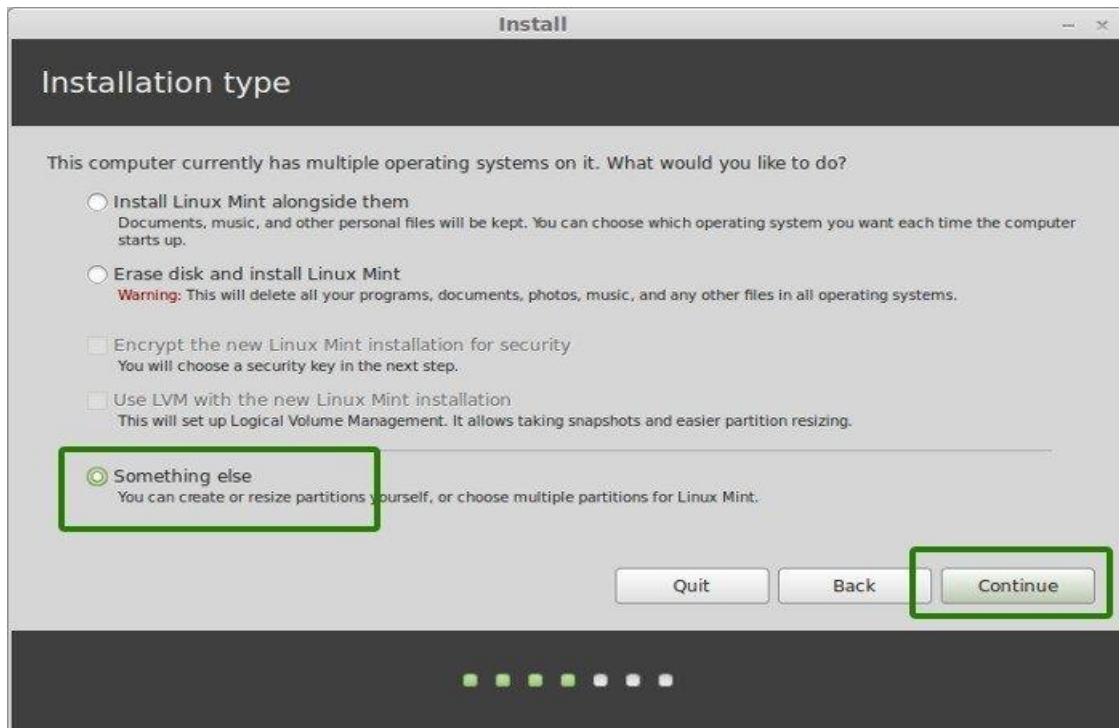 Install
Installation type
This computer currently has multiple operating systems on it. What would you like to do?
Install Linux Mint alongside them
Documents, music, and other personal files will be kept. You can choose which operating system you want each time the computer
starts up.
Erase disk and install Linux Mint
Warning: This will delete all your programs, documents, photos, music, and any other files in all operating systems.
Encrypt the new Linux Mint installation for security
You will choose a security key in the next step.
Use LVM with the new Linux Mint installation
This will set up Logical Volume Management. It allows taking snapshots and easier partition resizing.
Something else
You can create or resize partitions yourself, or choose multiple partitions for Linux Mint.
Quit Back Continue